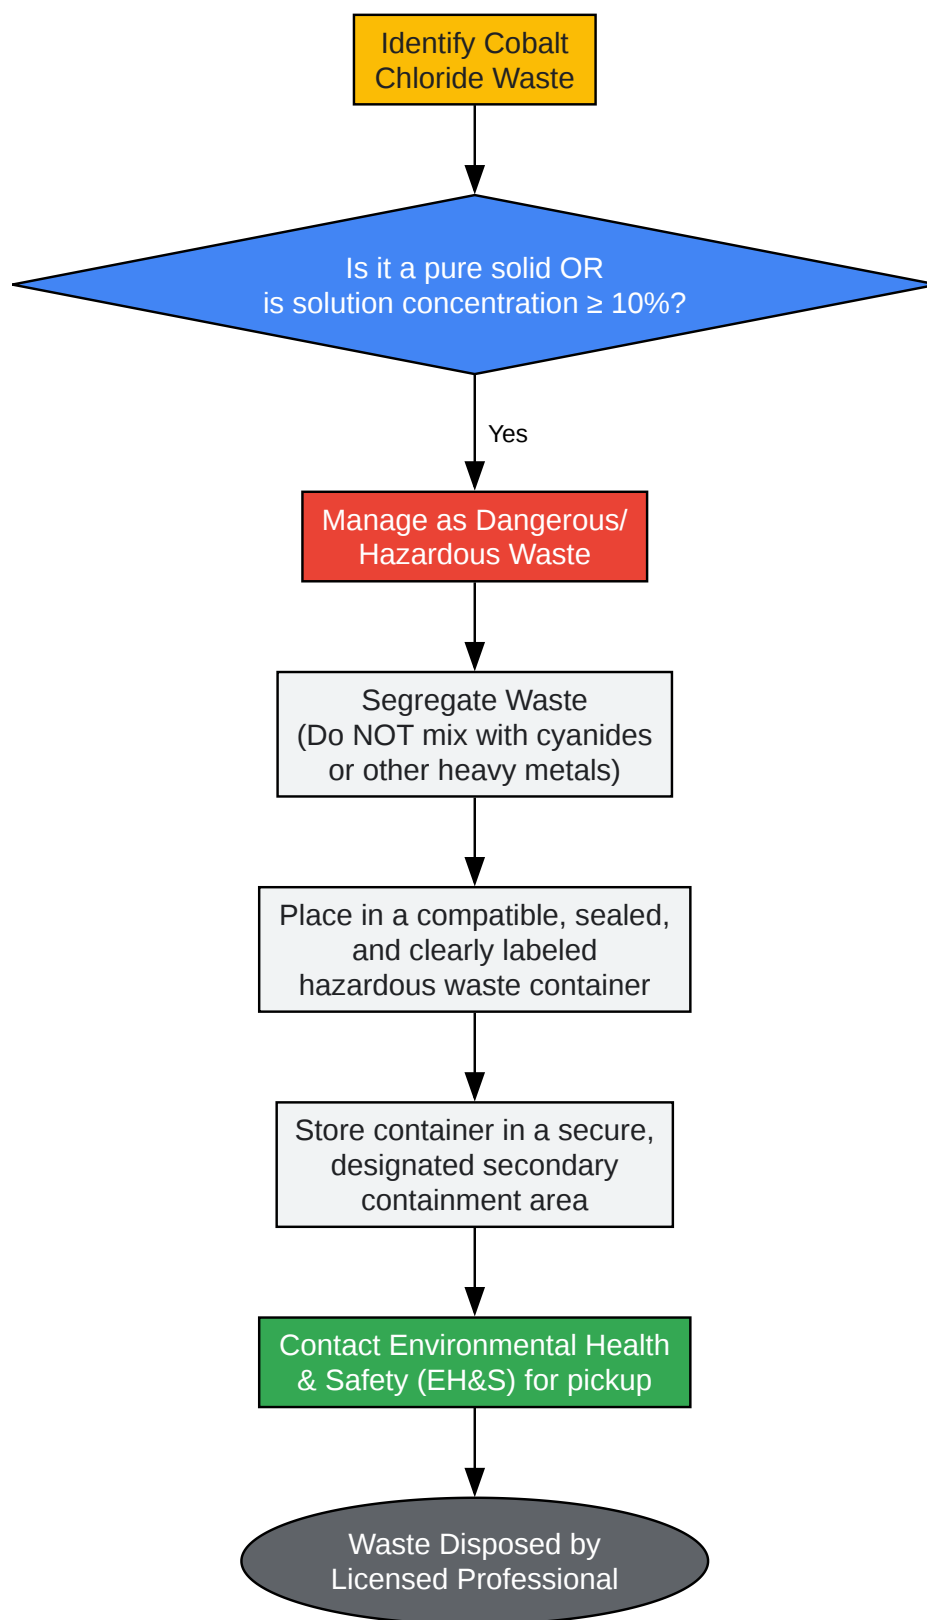 Identify Cobalt
Chloride Waste
Is it a pure solid OR
is solution concentration ≥ 10%?
Yes
Manage as Dangerous/
Hazardous Waste
Segregate Waste
(Do NOT mix with cyanides
or other heavy metals)
Place in a compatible, sealed,
and clearly labeled
hazardous waste container
Store container in a secure,
designated secondary
containment area
Contact Environmental Health
& Safety (EH&S) for pickup
Waste Disposed by
Licensed Professional